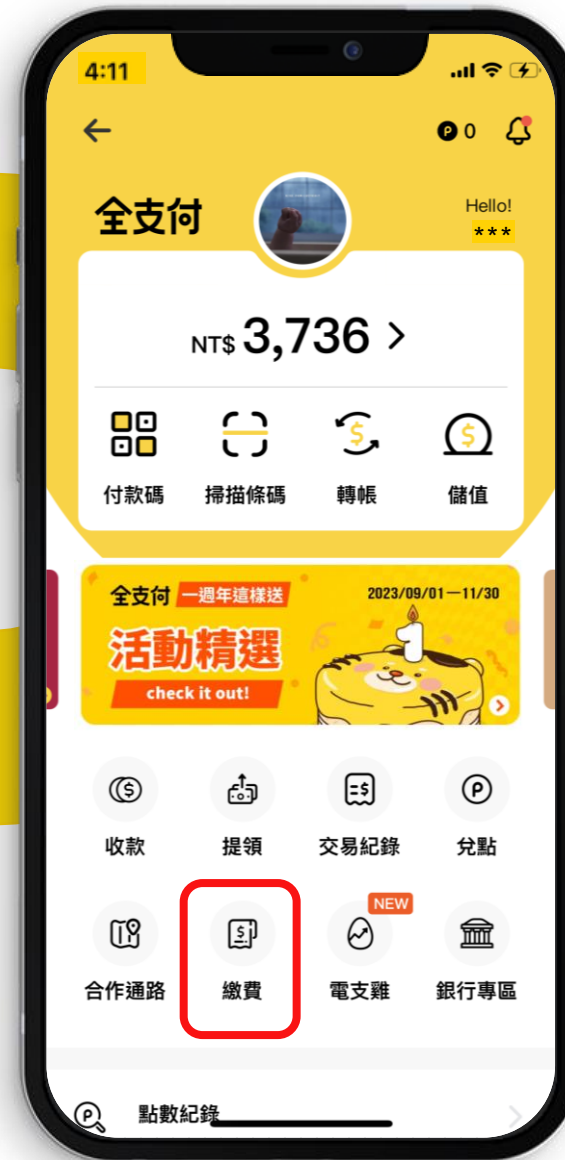 4:11
P 0
全支付
Hello!
***
NT$ 3,736 >
付款碼 掃描條碼 轉帳 儲值
全支付 一週年這樣送 2023/09/01－11/30
活動精選
check it out!
收款 提領 交易紀錄 兌點
NEW
合作通路 繳費 電支雞 銀行專區
點數紀錄